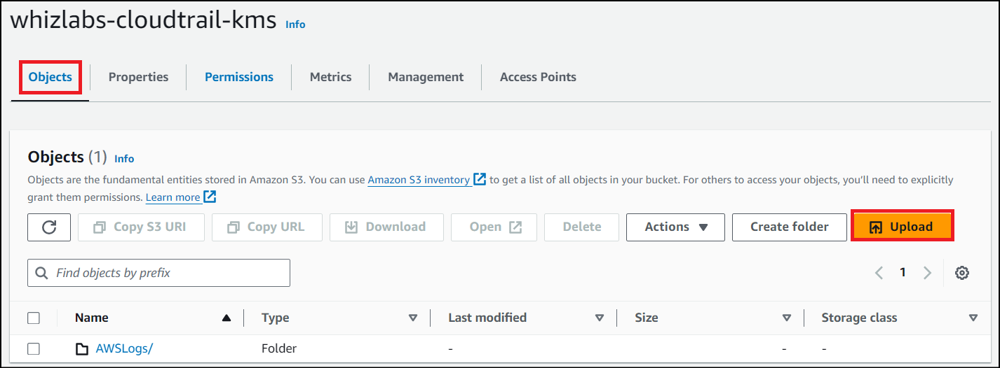 whizlabs-cloudtrail-kms Info
Objects Properties Permissions Metrics Management Access Points
Objects (1) Info
Objects are the fundamental entities stored in Amazon S3. You can use Amazon S3 inventory to get a list of all objects in your bucket. For others to access your objects, you’ll need to explicitly
grant them permissions. Learn more
Copy S3 URI Copy URL Download Open Delete Actions Create folder Upload
Find objects by prefix 1
Name Type Last modified Size Storage class
AWSLogs/ Folder - - -